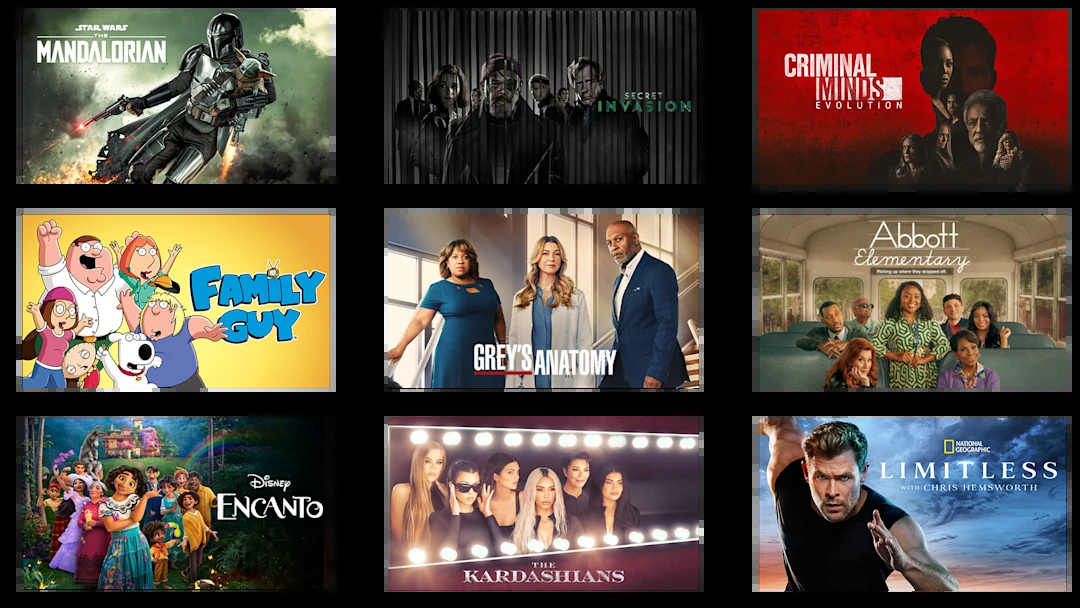 STAR WARS
THE
MANDALORIAN
SECRET
INVASION
CRIMINAL
MINDS
EVOLUTION
FAMILY
GUY
GREY'S ANATOMY
Abbott
Elementary
Picking up where they dropped off.
DISNEY
ENCANTO
THE
KARDASHIANS
NATIONAL
GEOGRAPHIC
LIMITLESS
WITH CHRIS HEMSWORTH